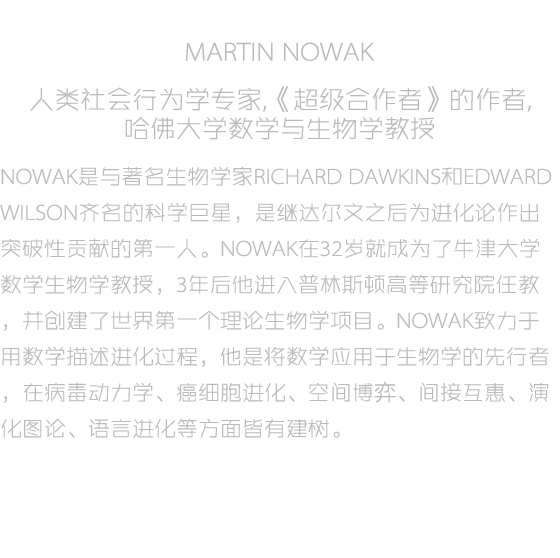 MARTIN NOWAK
人类社会行为学专家,《超级合作者》的作者,
哈佛大学数学与生物学教授
NOWAK是与著名生物学家RICHARD DAWKINS和EDWARD
WILSON齐名的科学巨星，是继达尔文之后为进化论作出
突破性贡献的第一人。NOWAK在32岁就成为了牛津大学
数学生物学教授，3年后他进入普林斯顿高等研究院任教
，并创建了世界第一个理论生物学项目。NOWAK致力于
用数学描述进化过程，他是将数学应用于生物学的先行者
，在病毒动力学、癌细胞进化、空间博弈、间接互惠、演
化图论、语言进化等方面皆有建树。